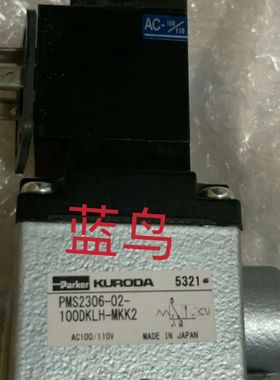 AC-100/110
蓝鸟
Parker KURODA 5321
PMS2306-02-
100DKLH-MKK2
AC100/110V MADE IN JAPAN